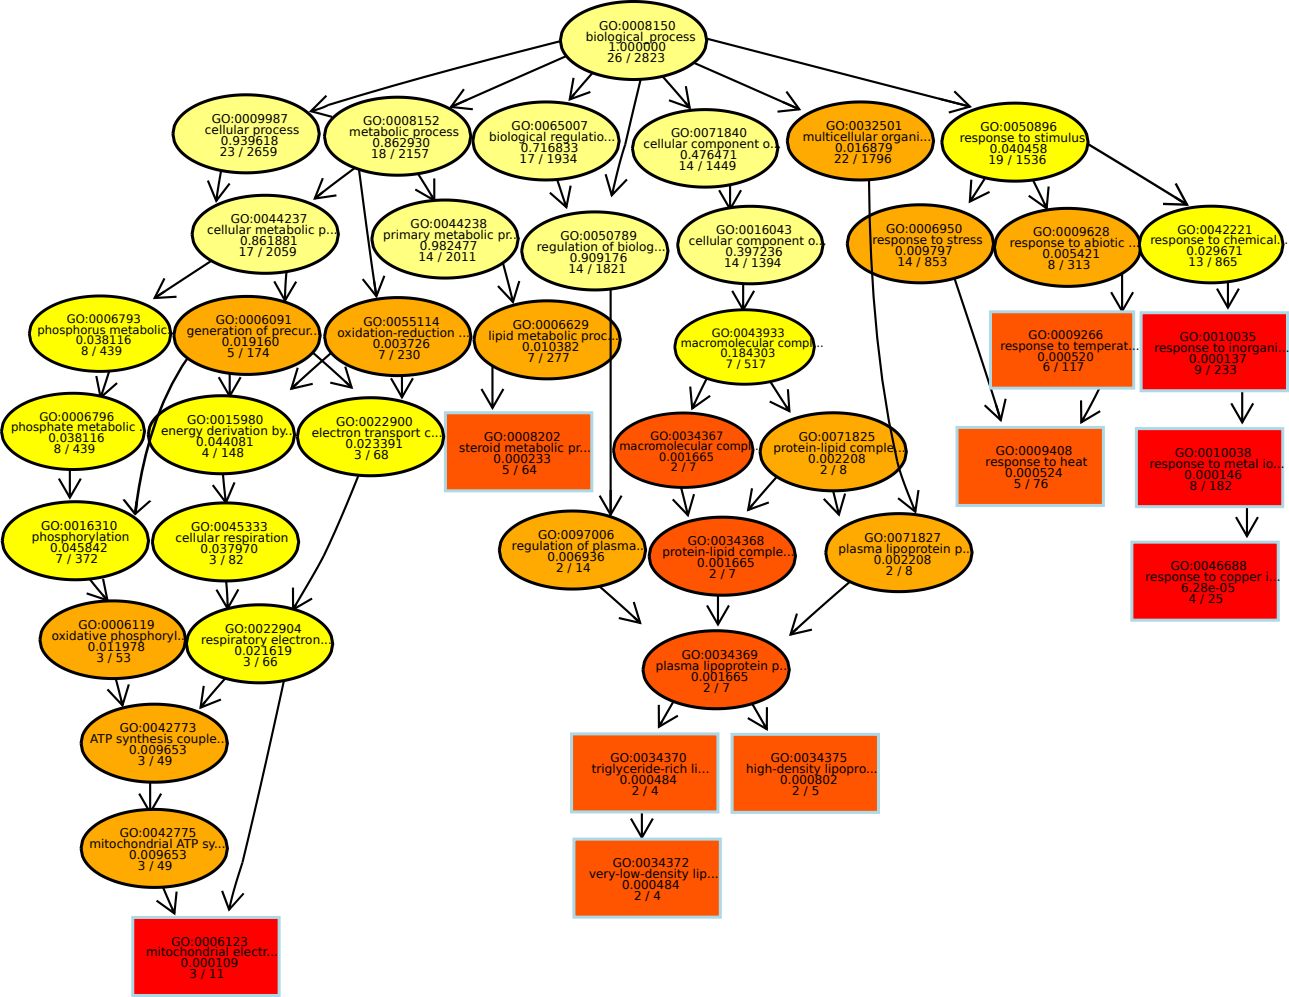 GO:0008150
biological_process
1.000000
26 / 2823
GO:0009987
cellular process
0.939618
23 / 2659
GO:0008152
metabolic process
0.862930
18 / 2157
GO:0065007
biological regulatio...
0.716833
17 / 1934
GO:0071840
cellular component o...
0.476471
14 / 1449
GO:0032501
multicellular organi...
0.016879
22 / 1796
GO:0050896
response to stimulus
0.040458
19 / 1536
GO:0044237
cellular metabolic p...
0.861881
17 / 2059
GO:0044238
primary metabolic pr...
0.982477
14 / 2011
GO:0050789
regulation of biolog...
0.909176
14 / 1821
GO:0016043
cellular component o...
0.397236
14 / 1394
GO:0006950
response to stress
0.009797
14 / 853
GO:0009628
response to abiotic ...
0.005421
8 / 313
GO:0042221
response to chemical...
0.029671
13 / 865
GO:0006793
phosphorus metabolic...
0.038116
8 / 439
GO:0006091
generation of precur...
0.019160
5 / 174
GO:0055114
oxidation-reduction ...
0.003726
7 / 230
GO:0006629
lipid metabolic proc...
0.010382
7 / 277
GO:0043933
macromolecular compl...
0.184303
7 / 517
GO:0009266
response to temperat...
0.000520
6 / 117
GO:0010035
response to inorgani...
0.000137
9 / 233
GO:0006796
phosphate metabolic ...
0.038116
8 / 439
GO:0015980
energy derivation by...
0.044081
4 / 148
GO:0022900
electron transport c...
0.023391
3 / 68
GO:0008202
steroid metabolic pr...
0.000233
5 / 64
GO:0034367
macromolecular compl...
0.001665
2 / 7
GO:0071825
protein-lipid comple...
0.002208
2 / 8
GO:0009408
response to heat
0.000524
5 / 76
GO:0010038
response to metal io...
0.000146
8 / 182
GO:0016310
phosphorylation
0.045842
7 / 372
GO:0045333
cellular respiration
0.037970
3 / 82
GO:0097006
regulation of plasma...
0.006936
2 / 14
GO:0034368
protein-lipid comple...
0.001665
2 / 7
GO:0071827
plasma lipoprotein p...
0.002208
2 / 8
GO:0046688
response to copper i...
6.28e-05
4 / 25
GO:0006119
oxidative phosphoryl...
0.011978
3 / 53
GO:0022904
respiratory electron...
0.021619
3 / 66
GO:0034369
plasma lipoprotein p...
0.001665
2 / 7
GO:0042773
ATP synthesis couple...
0.009653
3 / 49
GO:0034370
triglyceride-rich li...
0.000484
2 / 4
GO:0034375
high-density lipopro...
0.000802
2 / 5
GO:0042775
mitochondrial ATP sy...
0.009653
3 / 49
GO:0034372
very-low-density lip...
0.000484
2 / 4
GO:0006123
mitochondrial electr...
0.000109
3 / 11